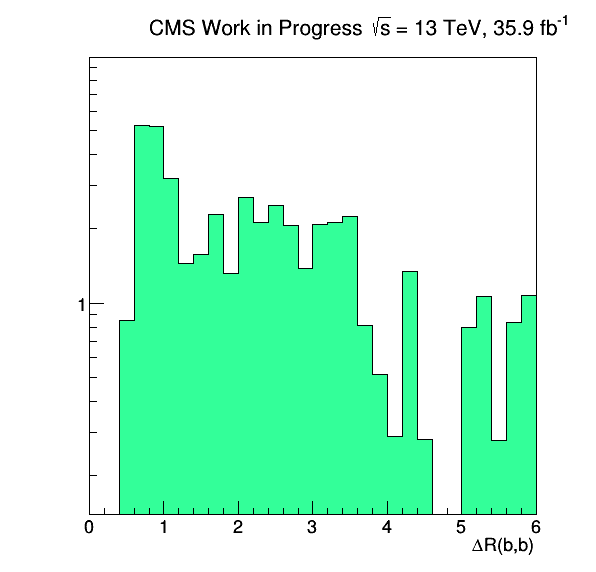 CMS Work in Progress √s = 13 TeV, 35.9 fb⁻¹
1
0 1 2 3 4 5 6
ΔR(b,b)